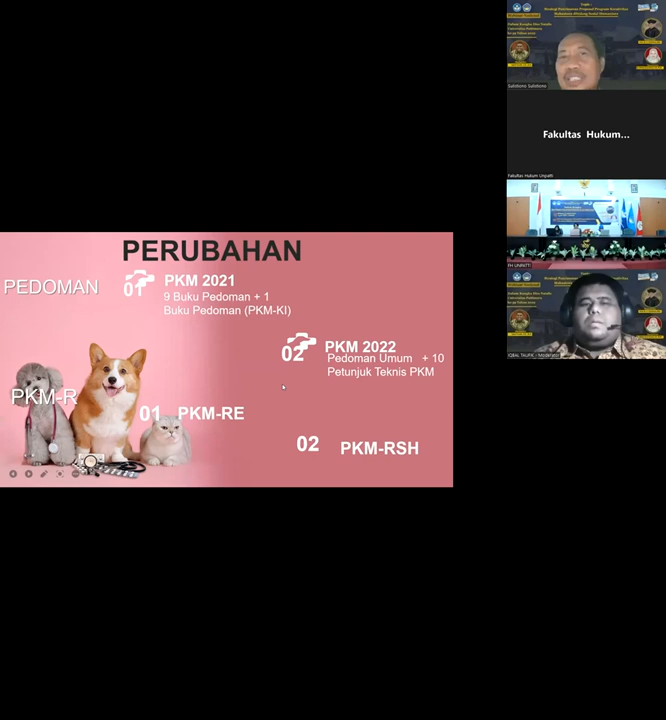 PERUBAHAN
PEDOMAN
01
PKM 2021
9 Buku Pedoman + 1
Buku Pedoman (PKM-KI)
02
PKM 2022
Pedoman Umum + 10
Petunjuk Teknis PKM
PKM-R
01 PKM-RE
02 PKM-RSH
Sulistiono Sulistiono
Fakultas Hukum...
Fakultas Hukum Unpatti
FH UNPATTI
IQBAL TAUFIK - Moderator